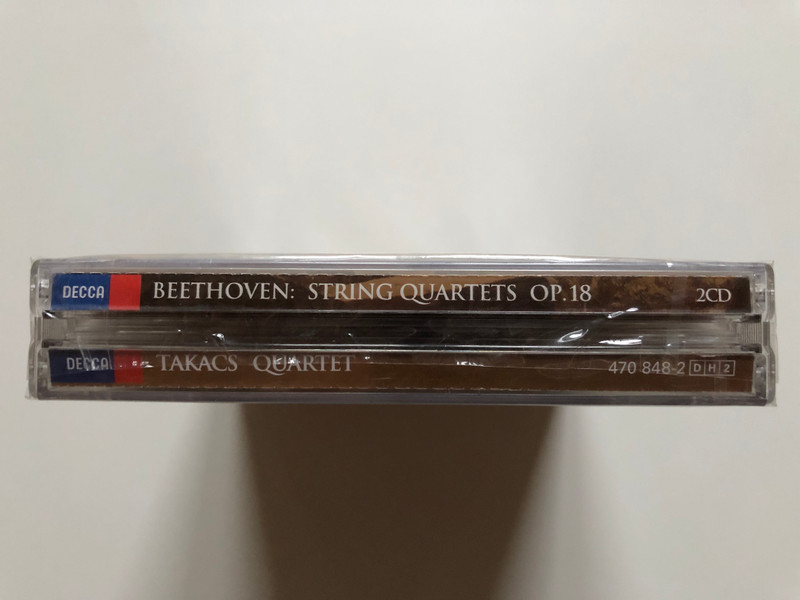 DECCA BEETHOVEN: STRING QUARTETS OP.18 2CD
DECCA TAKACS QUARTET 470 848-2 DH2